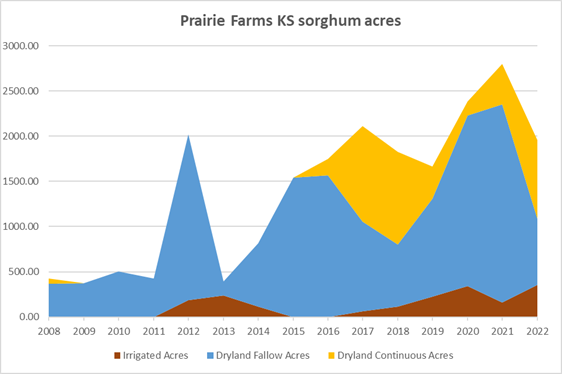 Prairie Farms KS sorghum acres
3000.00
2500.00
2000.00
1500.00
1000.00
500.00
0.00
2008 2009 2010 2011 2012 2013 2014 2015 2016 2017 2018 2019 2020 2021 2022
Irrigated Acres Dryland Fallow Acres Dryland Continuous Acres